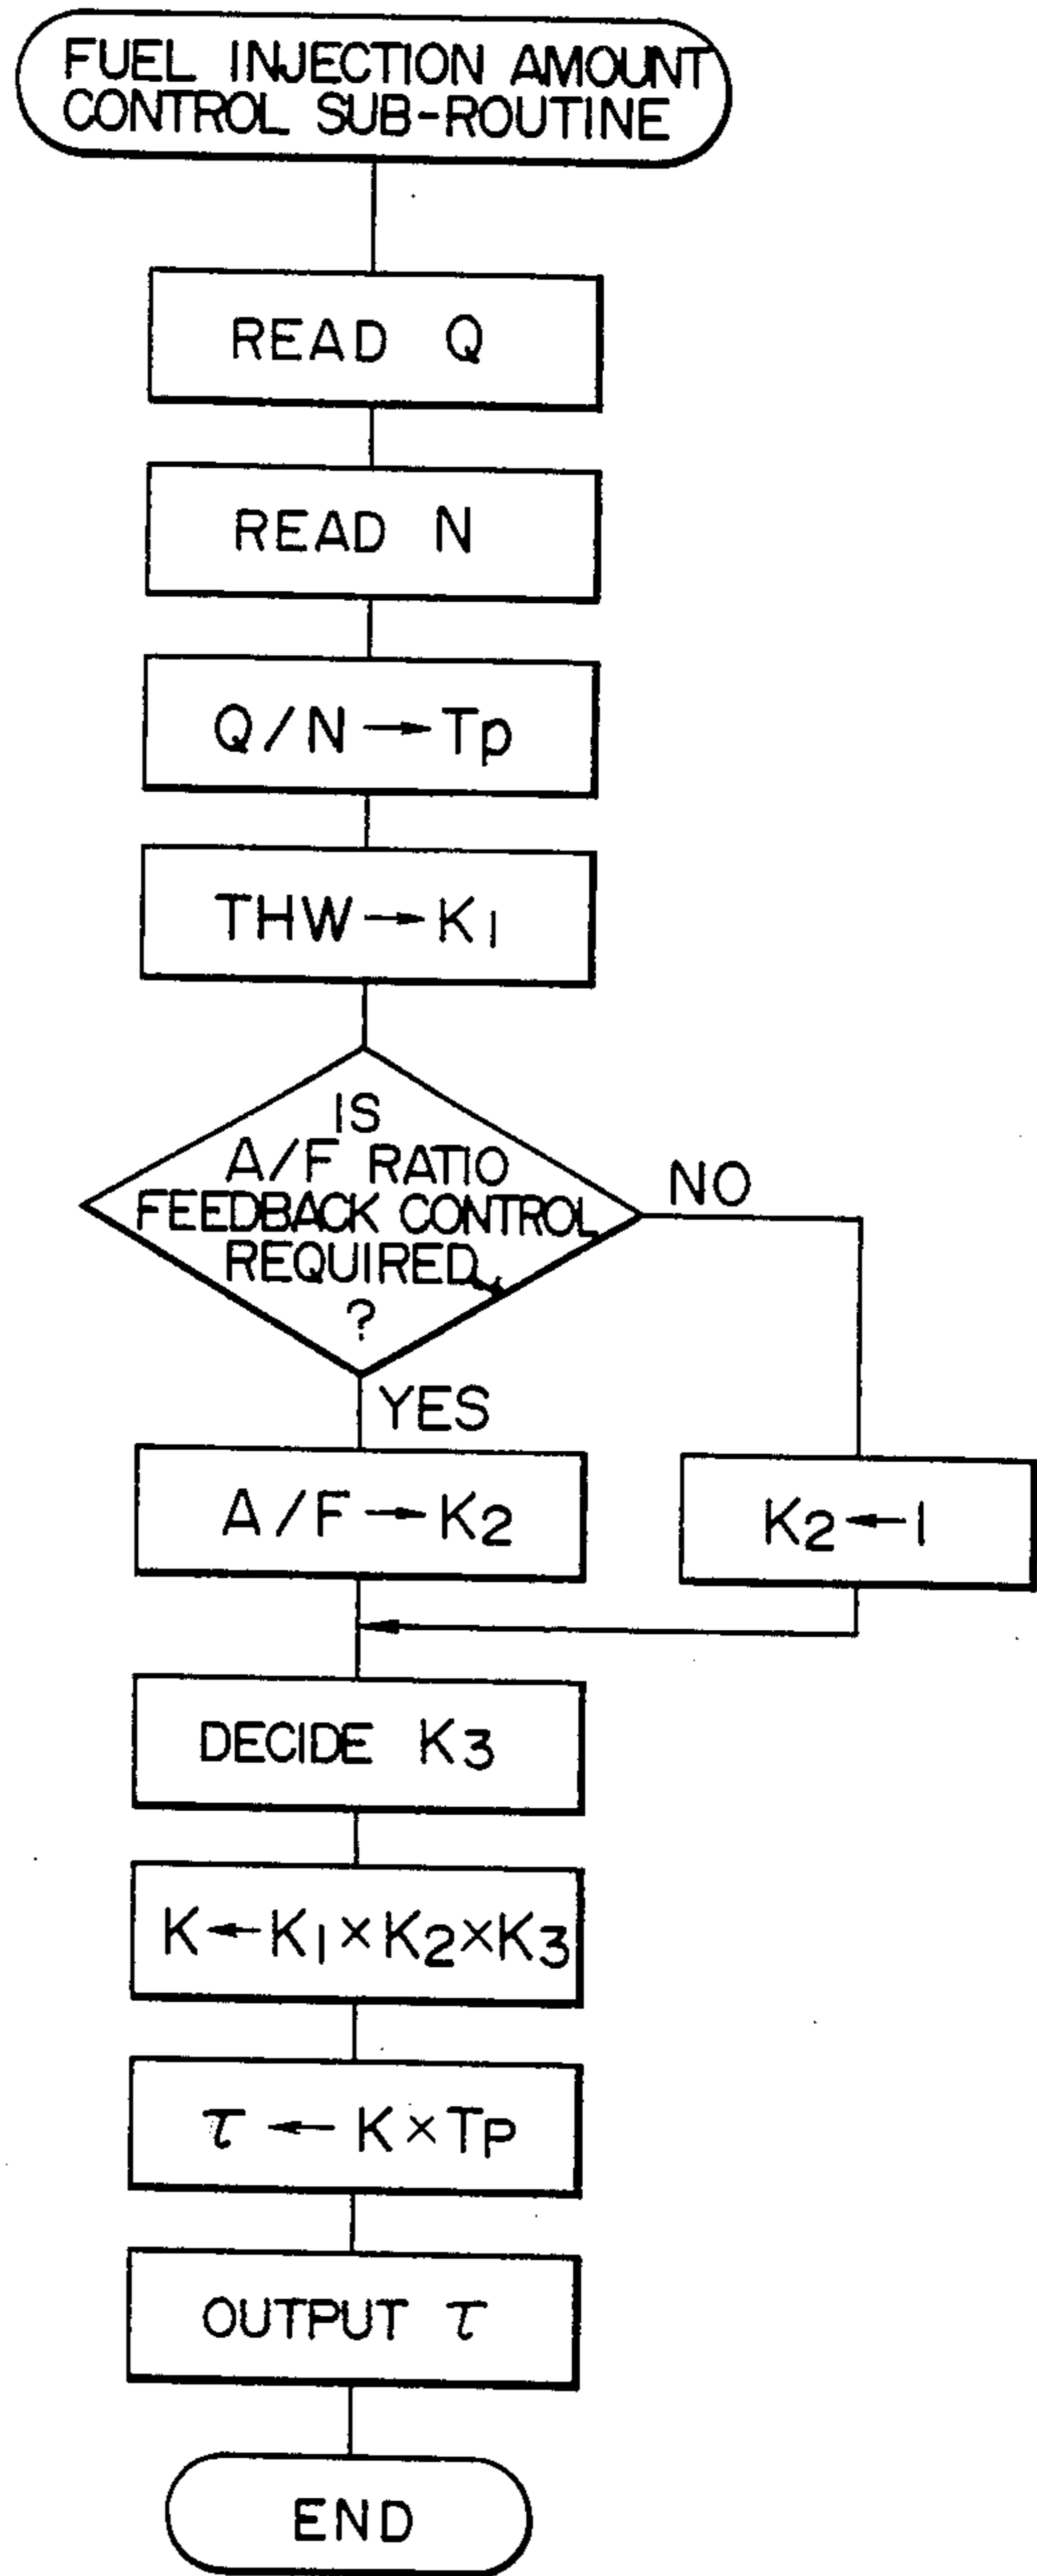 FUEL INJECTION AMOUNT
CONTROL SUB-ROUTINE
READ Q
READ N
Q/N → Tp
THW → K1
IS
A/F RATIO
FEEDBACK CONTROL
REQUIRED
?
NO
YES
A/F → K2
K2 ← 1
DECIDE K3
K ← K1 × K2 × K3
τ ← K × TP
OUTPUT τ
END